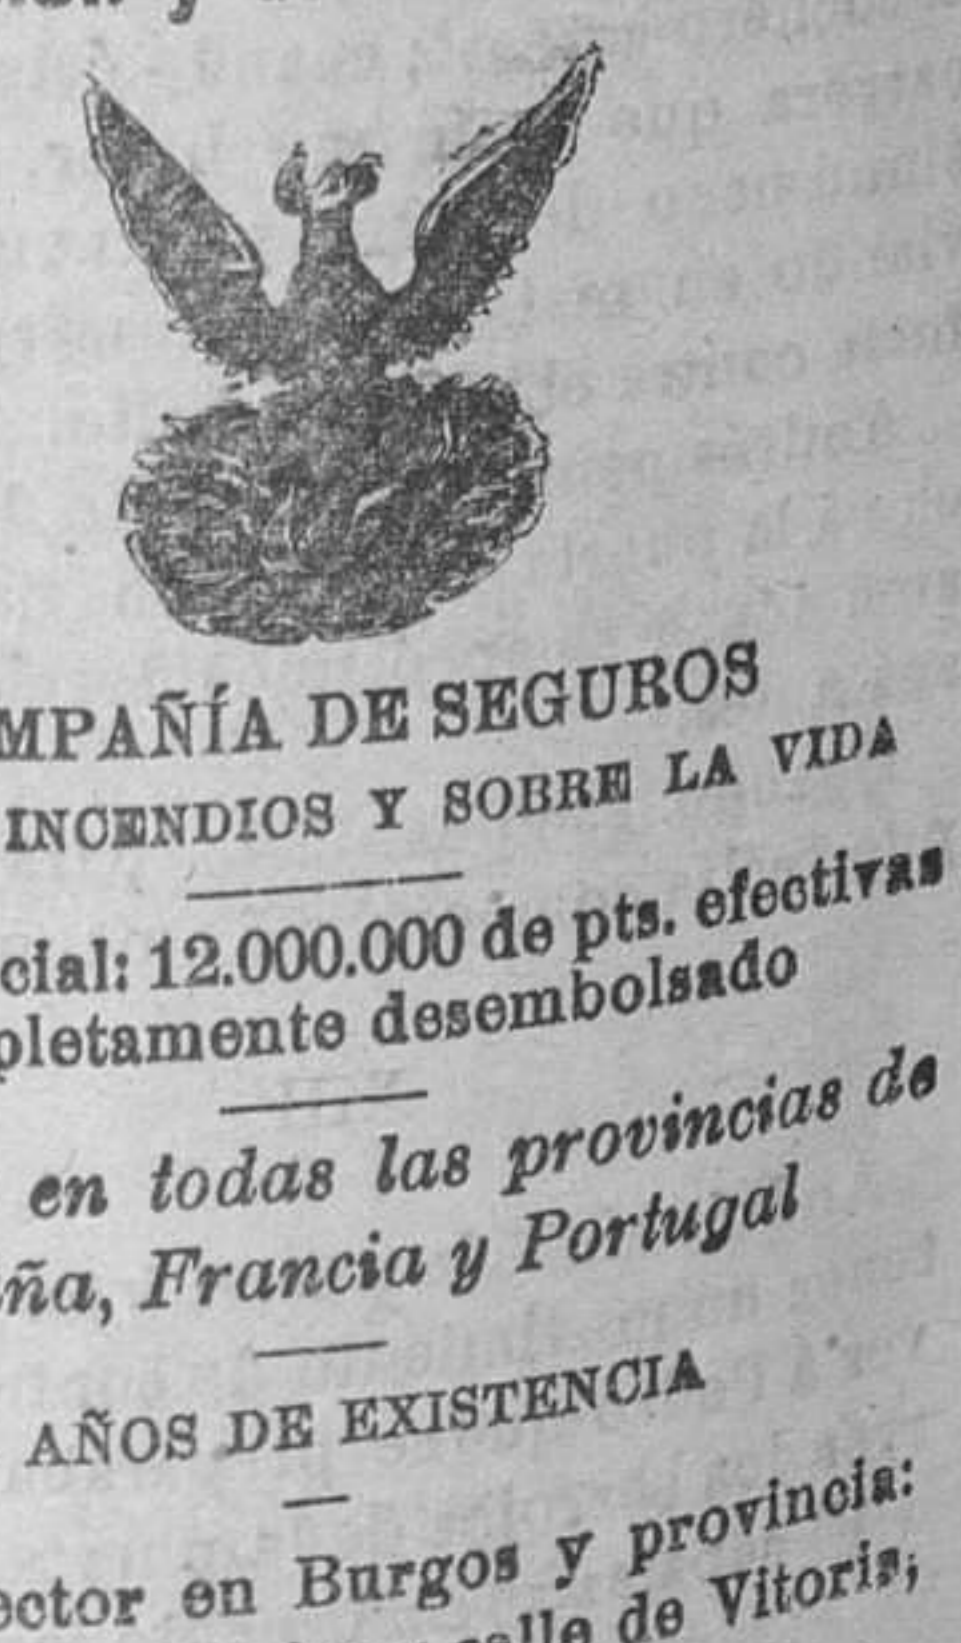 MPAÑÍA DE SEGUROS
INCENDIOS Y SOBRE LA VIDA
cial: 12.000.000 de pts. efectivas
pletamente desembolsado
en todas las provincias de
ña, Francia y Portugal
AÑOS DE EXISTENCIA
ector en Burgos y provincia:
calle de Vitoria,